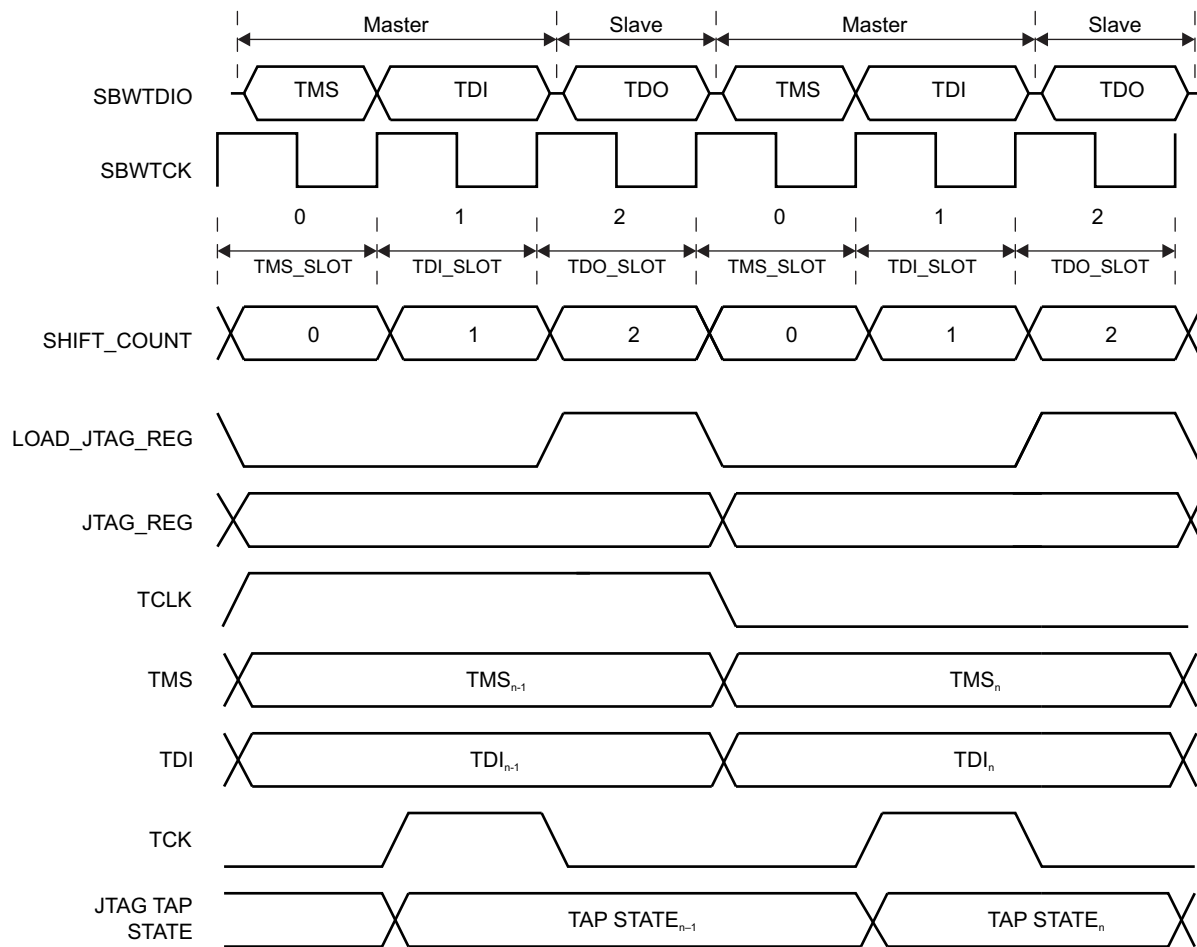 Master Slave Master Slave
SBWTDIO TMS TDI TDO TMS TDI TDO
SBWTCK
0 1 2 0 1 2
TMS_SLOT TDI_SLOT TDO_SLOT TMS_SLOT TDI_SLOT TDO_SLOT
SHIFT_COUNT 0 1 2 0 1 2
LOAD_JTAG_REG
JTAG_REG
TCLK
TMS TMSn-1 TMSn
TDI TDIn-1 TDIn
TCK
JTAG TAP
STATE TAP STATEn–1 TAP STATEn